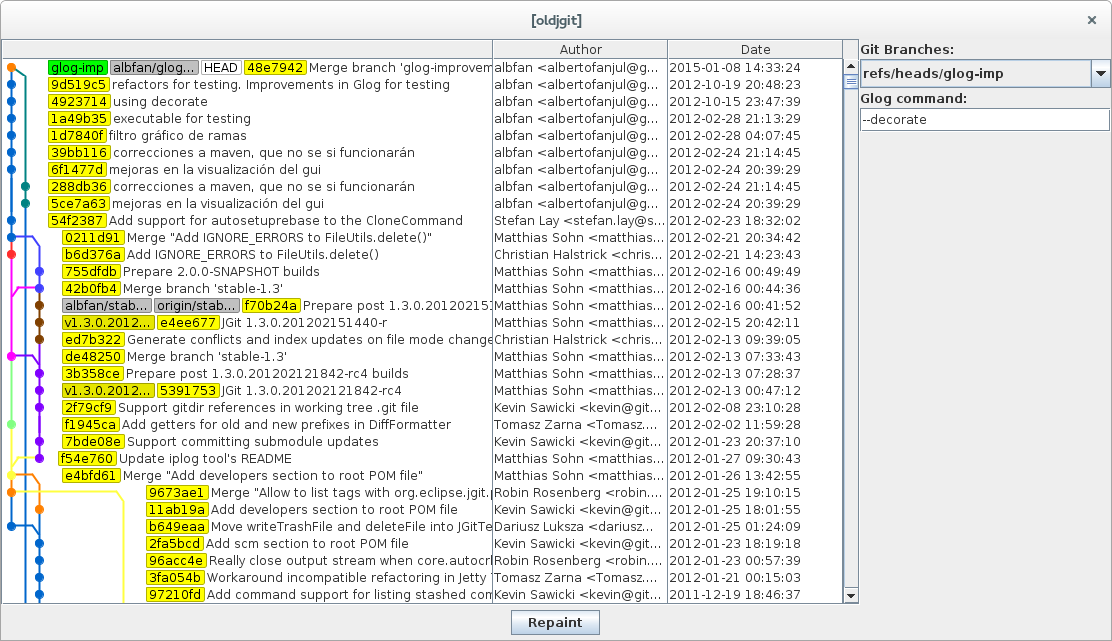 [oldjgit]
Author Date
glog-imp albfan/glog... HEAD 48e7942 Merge branch 'glog-improvem albfan <albertofanjul@g... 2015-01-08 14:33:24
9d519c5 refactors for testing. Improvements in Glog for testing albfan <albertofanjul@g... 2012-10-19 20:48:23
4923714 using decorate albfan <albertofanjul@g... 2012-10-15 23:47:39
1a49b35 executable for testing albfan <albertofanjul@g... 2012-02-28 21:13:29
1d7840f filtro gráfico de ramas albfan <albertofanjul@g... 2012-02-28 04:07:45
39bb116 correcciones a maven, que no se si funcionarán albfan <albertofanjul@g... 2012-02-24 21:14:45
6f1477d mejoras en la visualización del gui albfan <albertofanjul@g... 2012-02-24 20:39:29
288db36 correcciones a maven, que no se si funcionarán albfan <albertofanjul@g... 2012-02-24 21:14:45
5ce7a63 mejoras en la visualización del gui albfan <albertofanjul@g... 2012-02-24 20:39:29
54f2387 Add support for autosetuprebase to the CloneCommand Stefan Lay <stefan.lay@s... 2012-02-23 18:32:02
0211d91 Merge "Add IGNORE_ERRORS to FileUtils.delete()" Matthias Sohn <matthias... 2012-02-21 20:34:42
b6d376a Add IGNORE_ERRORS to FileUtils.delete() Christian Halstrick <chris... 2012-02-21 14:23:43
755dfdb Prepare 2.0.0-SNAPSHOT builds Matthias Sohn <matthias... 2012-02-16 00:49:49
42b0fb4 Merge branch 'stable-1.3' Matthias Sohn <matthias... 2012-02-16 00:44:36
albfan/stab... origin/stab... f70b24a Prepare post 1.3.0.201202151 Matthias Sohn <matthias... 2012-02-16 00:41:52
v1.3.0.2012... e4ee677 JGit 1.3.0.201202151440-r Matthias Sohn <matthias... 2012-02-15 20:42:11
ed7b322 Generate conflicts and index updates on file mode change Christian Halstrick <chris... 2012-02-13 09:39:05
de48250 Merge branch 'stable-1.3' Matthias Sohn <matthias... 2012-02-13 07:33:43
3b358ce Prepare post 1.3.0.201202121842-rc4 builds Matthias Sohn <matthias... 2012-02-13 07:28:37
v1.3.0.2012... 5391753 JGit 1.3.0.201202121842-rc4 Matthias Sohn <matthias... 2012-02-13 00:47:12
2f79cf9 Support gitdir references in working tree .git file Kevin Sawicki <kevin@git... 2012-02-08 23:10:28
f1945ca Add getters for old and new prefixes in DiffFormatter Tomasz Zarna <Tomasz.... 2012-02-02 11:59:28
7bde08e Support committing submodule updates Kevin Sawicki <kevin@git... 2012-01-23 20:37:10
f54e760 Update iplog tool's README Matthias Sohn <matthias... 2012-01-27 09:30:43
e4bfd61 Merge "Add developers section to root POM file" Matthias Sohn <matthias... 2012-01-26 13:42:55
9673ae1 Merge "Allow to list tags with org.eclipse.jgit. Robin Rosenberg <robin.... 2012-01-25 19:10:15
11ab19a Add developers section to root POM file Kevin Sawicki <kevin@git... 2012-01-25 18:01:55
b649eaa Move writeTrashFile and deleteFile into JGitTe Dariusz Luksza <dariusz... 2012-01-25 01:24:09
2fa5bcd Add scm section to root POM file Kevin Sawicki <kevin@git... 2012-01-23 18:19:18
96acc4e Really close output stream when core.autocrl Robin Rosenberg <robin.... 2012-01-23 00:57:39
3fa054b Workaround incompatible refactoring in Jetty Tomasz Zarna <Tomasz.... 2012-01-21 00:15:03
97210fd Add command support for listing stashed com Kevin Sawicki <kevin@git... 2011-12-19 18:46:37
Git Branches:
refs/heads/glog-imp
Glog command:
--decorate
Repaint